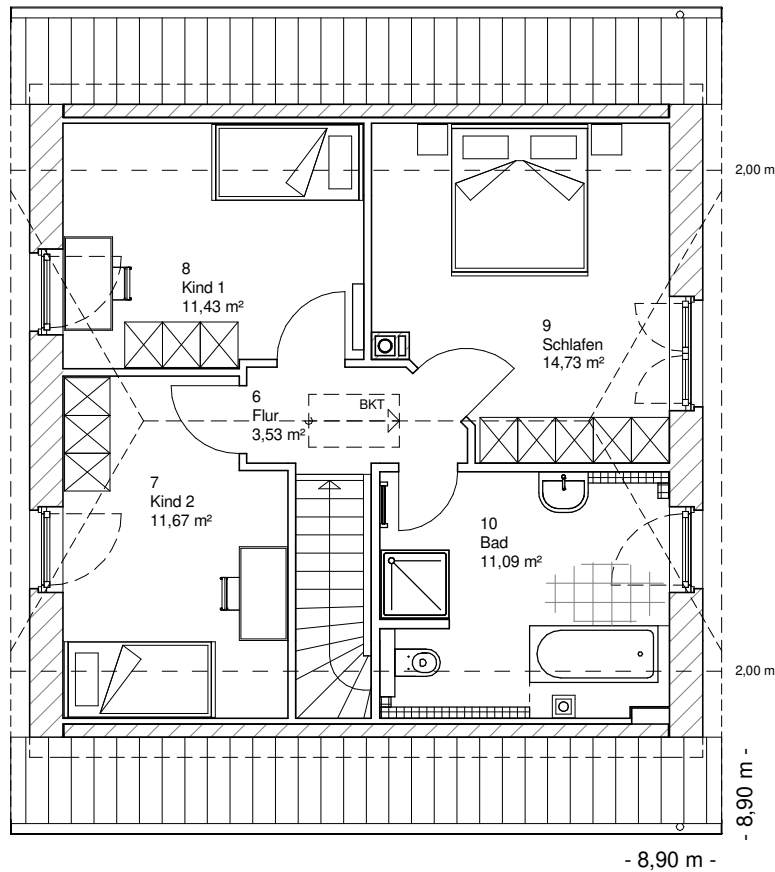 2,00 m
8
Kind 1
11,43 m²
9
Schlafen
14,73 m²
6
Flur
3,53 m²
BKT
7
Kind 2
11,67 m²
10
Bad
11,09 m²
2,00 m
- 8,90 m -
- 8,90 m -